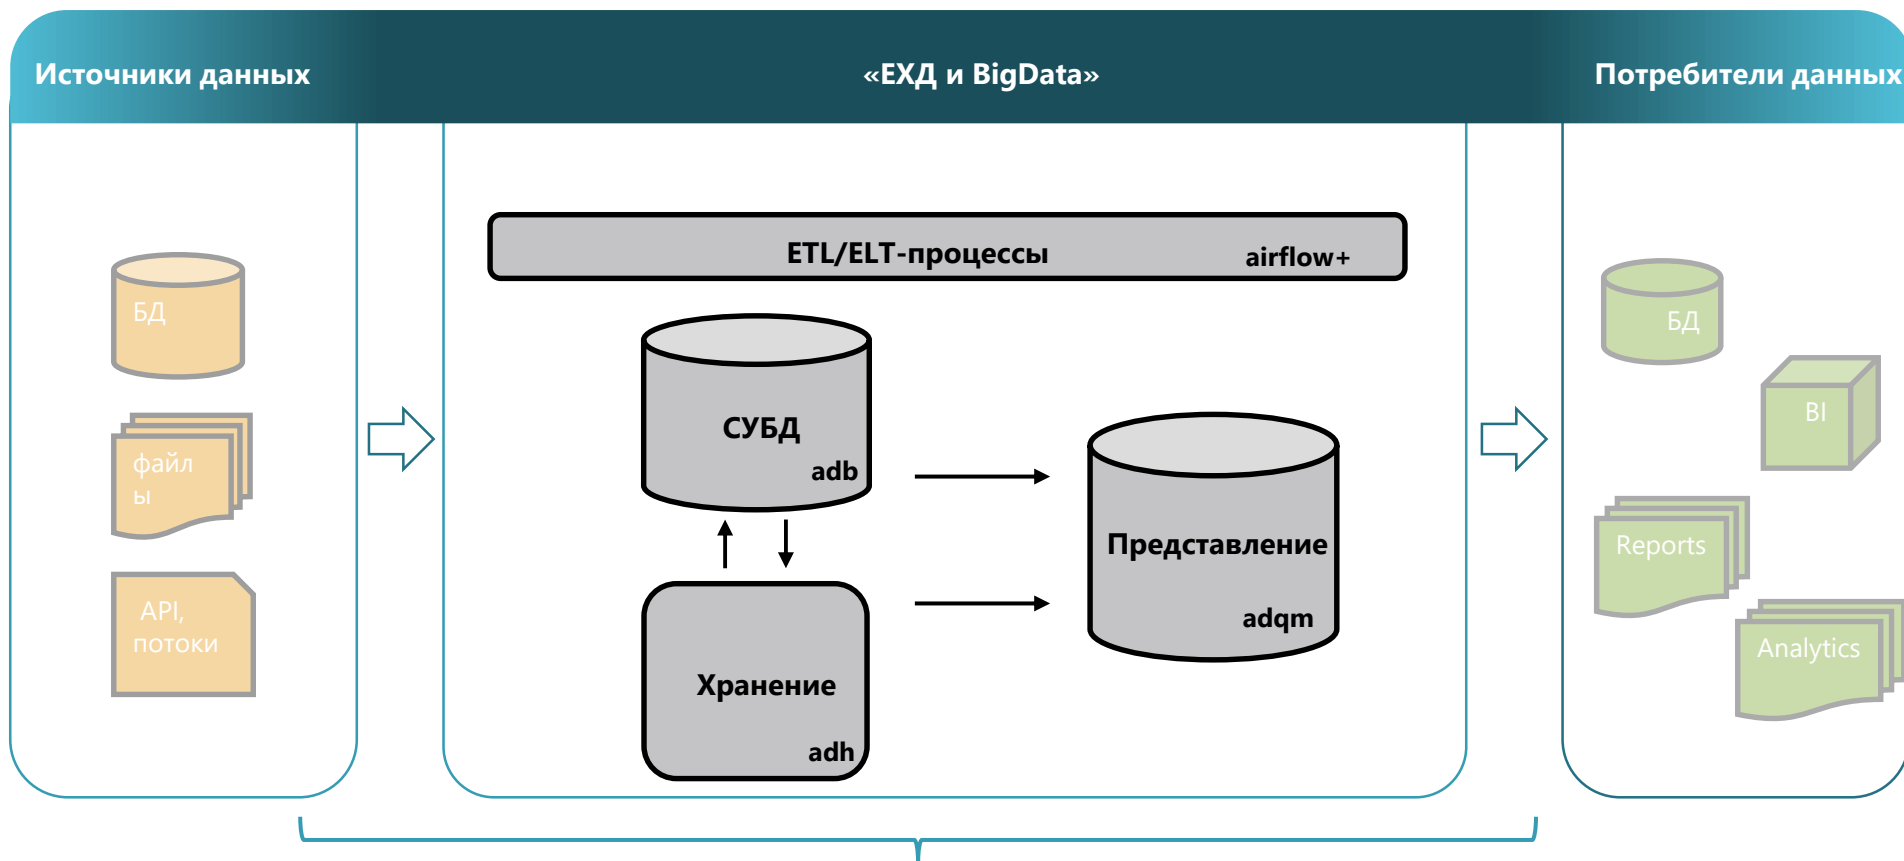 Источники данных
«ЕХД и BigData»
Потребители данных
ETL/ELT-процессы
airflow+
БД
файл
ы
API,
потоки
СУБД
adb
Хранение
adh
Представление
adqm
БД
BI
Reports
Analytics